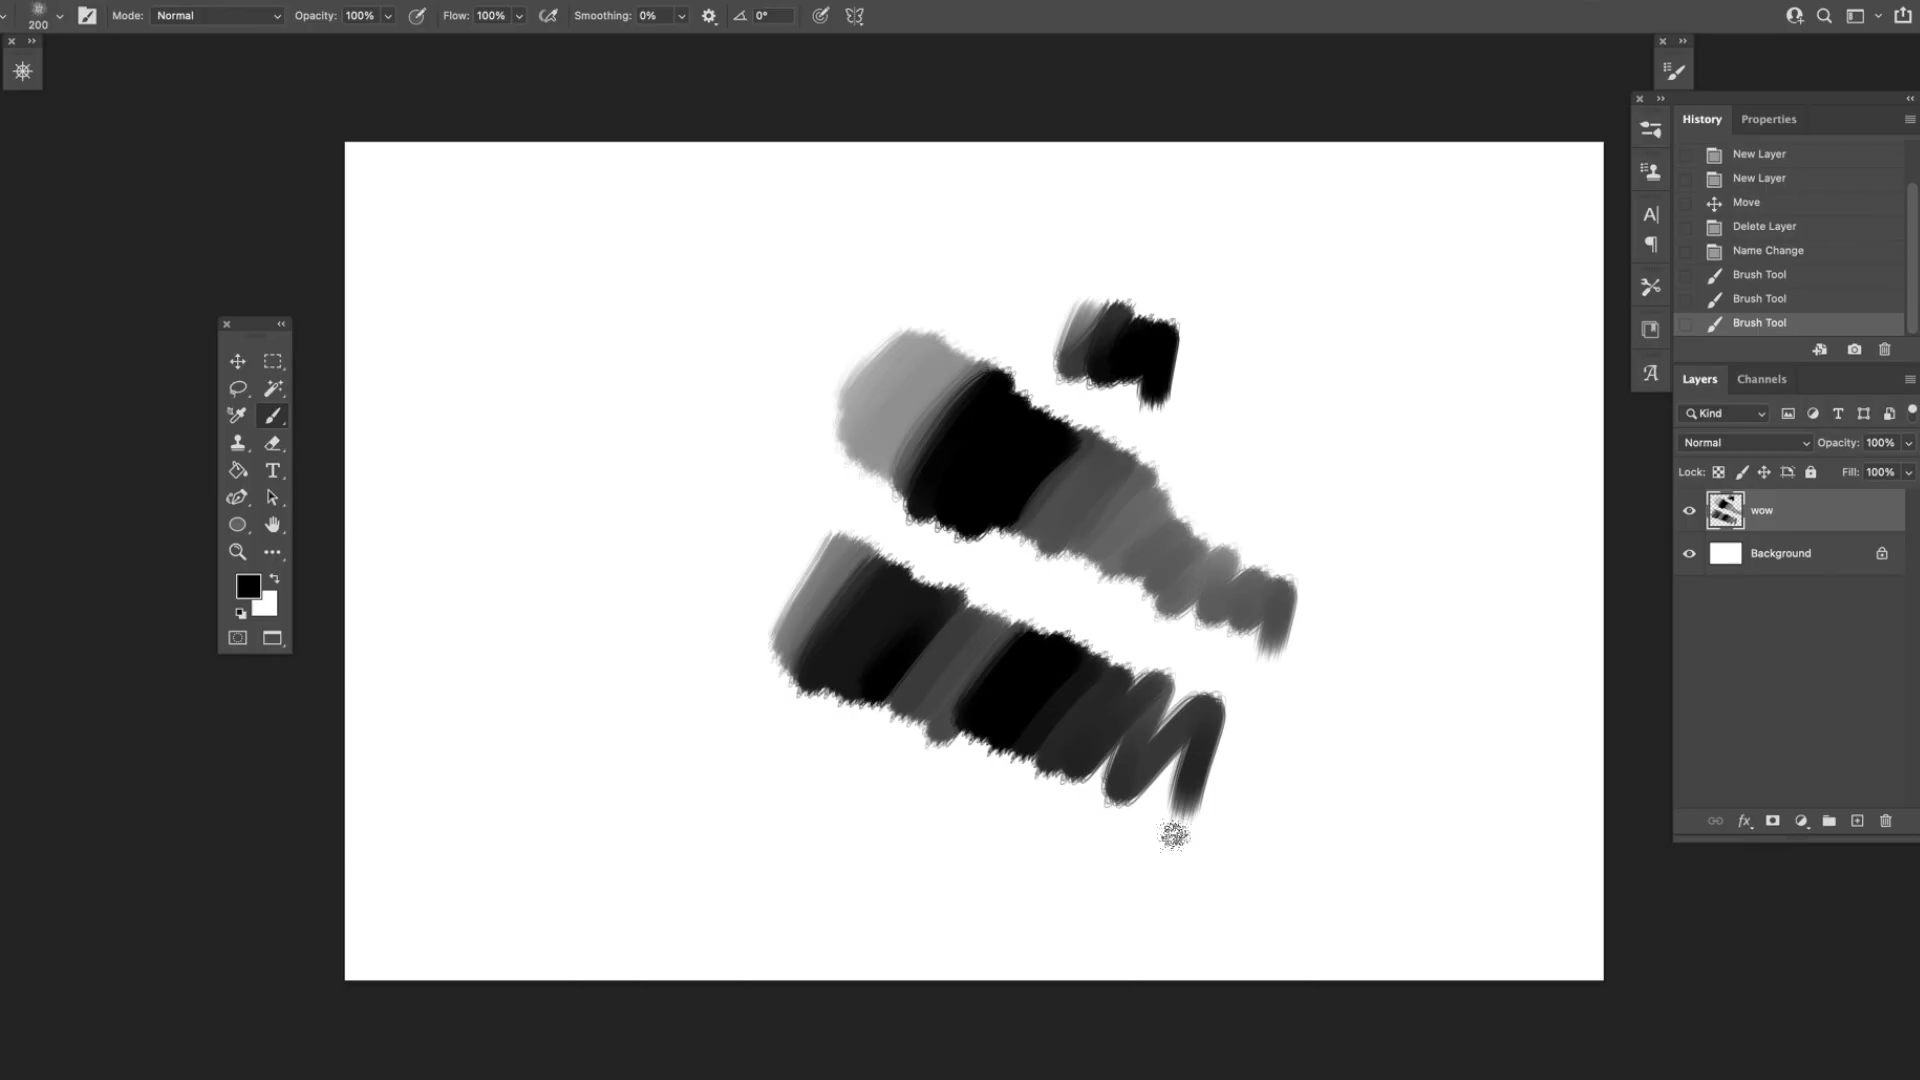 200 Mode: Normal Opacity: 100% Flow: 100% Smoothing: 0% 0°
History Properties
New Layer
New Layer
Move
Delete Layer
Name Change
Brush Tool
Brush Tool
Brush Tool
Layers Channels
Kind
Normal Opacity: 100%
Lock: Fill: 100%
wow
Background